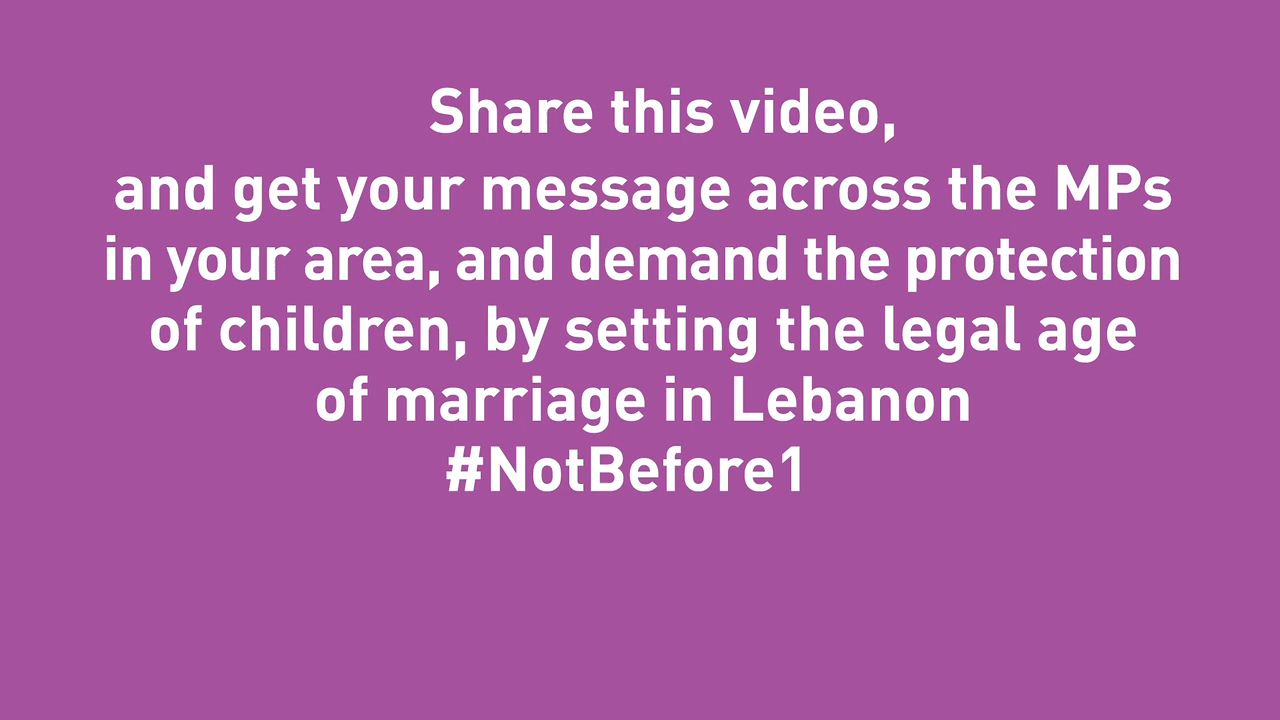 Share this video,
and get your message across the MPs
in your area, and demand the protection
of children, by setting the legal age
of marriage in Lebanon
#NotBefore1